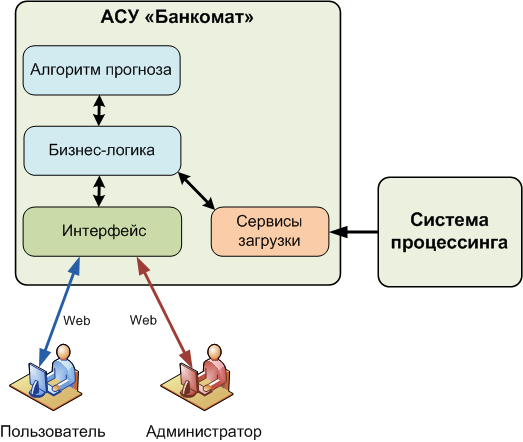 АСУ «Банкомат»
Алгоритм прогноза
Бизнес-логика
Интерфейс
Сервисы
загрузки
Система
процессинга
Web
Web
Пользователь
Администратор